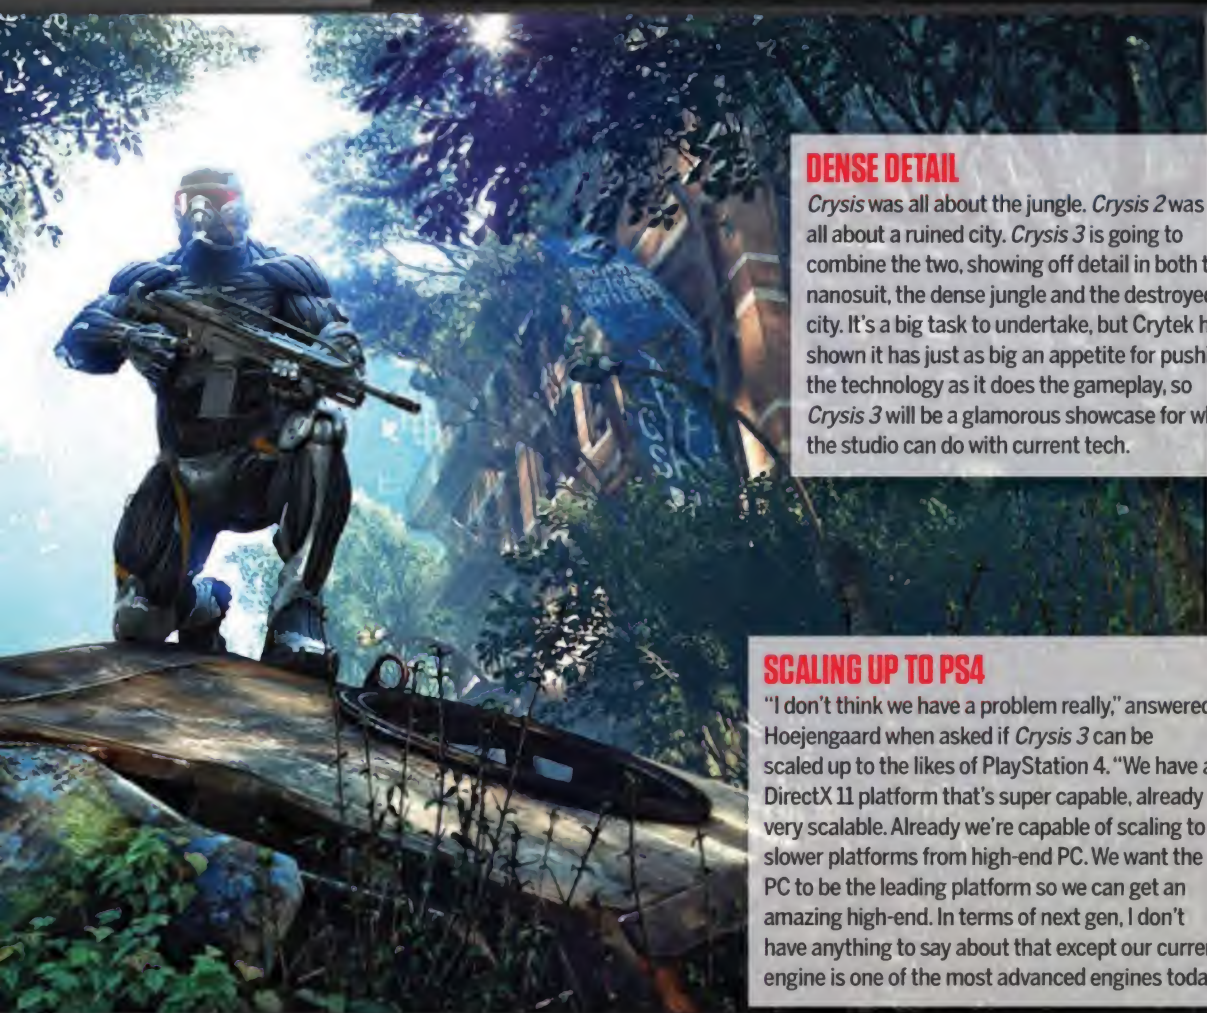 DENSE DETAIL
Crysis was all about the jungle. Crysis 2 was
all about a ruined city. Crysis 3 is going to
combine the two, showing off detail in both
nanosuit, the dense jungle and the destroyed
city. It's a big task to undertake, but Crytek
shown it has just as big an appetite for
the technology as it does the gameplay, so
Crysis 3 will be a glamorous showcase for
the studio can do with current tech.
SCALING UP TO PS4
“I don't think we have a problem really,” answered
Hoejengaard when asked if Crysis 3 can be
scaled up to the likes of PlayStation 4. “We have
DirectX 11 platform that's super capable, already
very scalable. Already we're capable of scaling to
slower platforms from high-end PC. We want the
PC to be the leading platform so we can get an
amazing high-end. In terms of next gen, I don't
have anything to say about that except our
engine is one of the most advanced engines